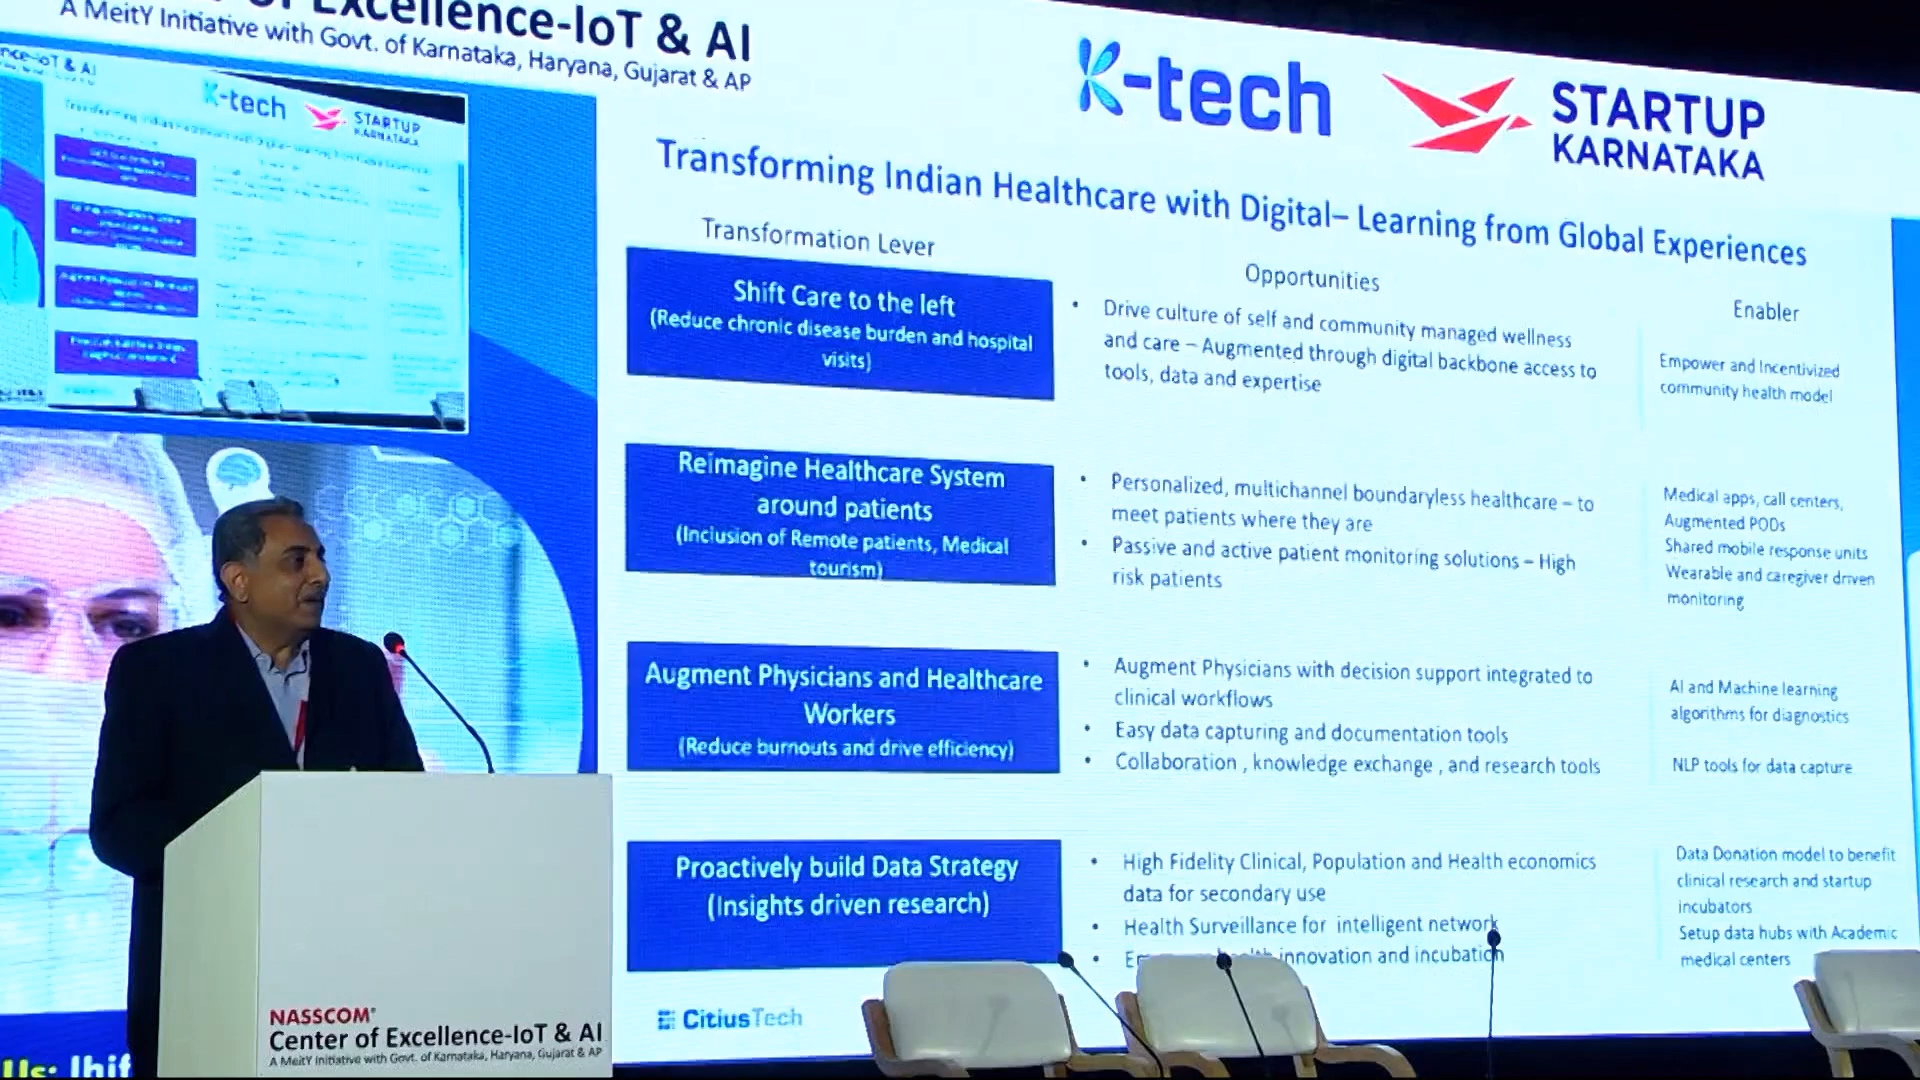 Excellence-IoT & AI
A MeitY Initiative with Govt. of Karnataka, Haryana, Gujarat & AP
K-tech
STARTUP
KARNATAKA
Transforming Indian Healthcare with Digital– Learning from Global Experiences
Transformation Lever
Opportunities
Enabler
Shift Care to the left
(Reduce chronic disease burden and hospital
visits)
• Drive culture of self and community managed wellness
and care – Augmented through digital backbone access to
tools, data and expertise
Empower and Incentivized
community health model
Reimagine Healthcare System
around patients
(Inclusion of Remote patients, Medical
tourism)
• Personalized, multichannel boundaryless healthcare – to
meet patients where they are
• Passive and active patient monitoring solutions – High
risk patients
Medical apps, call centers,
Augmented PODs
Shared mobile response units
Wearable and caregiver driven
monitoring
Augment Physicians and Healthcare
Workers
(Reduce burnouts and drive efficiency)
• Augment Physicians with decision support integrated to
clinical workflows
• Easy data capturing and documentation tools
• Collaboration , knowledge exchange , and research tools
AI and Machine learning
algorithms for diagnostics
NLP tools for data capture
Proactively build Data Strategy
(Insights driven research)
• High Fidelity Clinical, Population and Health economics
data for secondary use
• Health Surveillance for intelligent network
• innovation and incubation
Data Donation model to benefit
clinical research and startup
incubators
Setup data hubs with Academic
medical centers
CitiusTech
& AI
K-tech
STARTUP
KARNATAKA
NASSCOM®
Center of Excellence-IoT & AI
A MeitY Initiative with Govt. of Karnataka, Haryana, Gujarat & AP
Us: